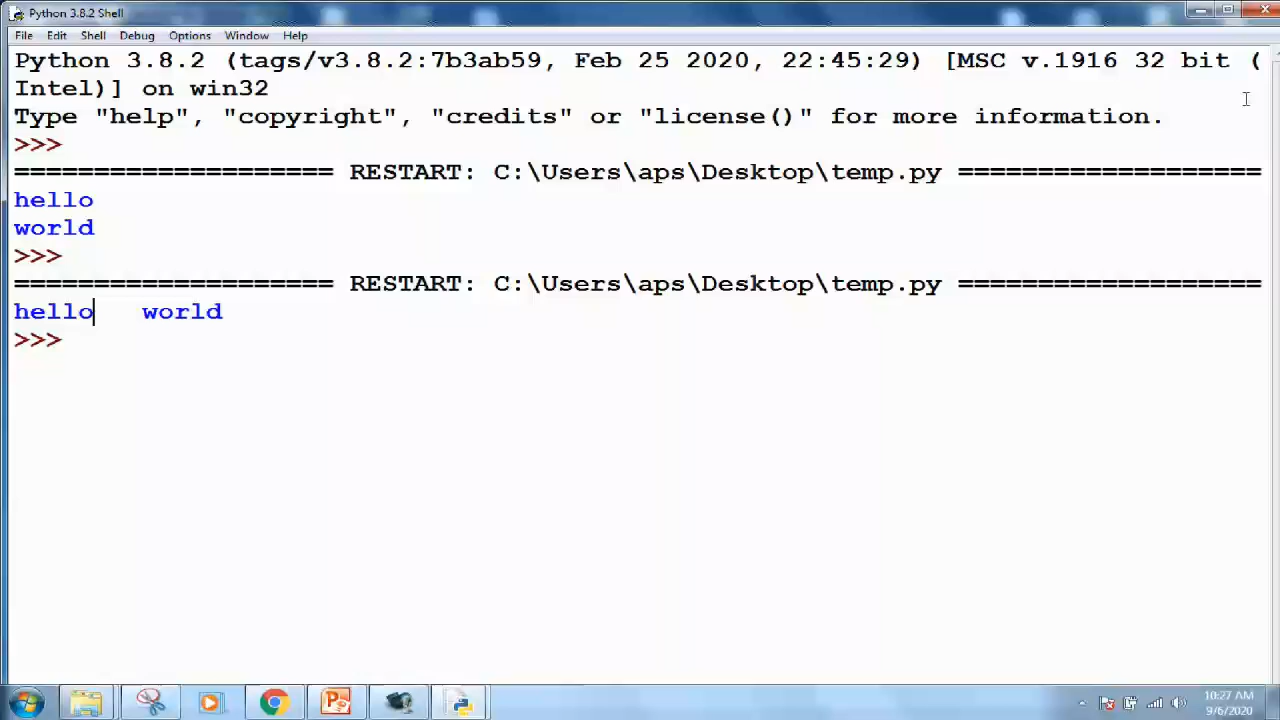 Python 3.8.2 Shell
File Edit Shell Debug Options Window Help
Python 3.8.2 (tags/v3.8.2:7b3ab59, Feb 25 2020, 22:45:29) [MSC v.1916 32 bit (
Intel)] on win32
Type "help", "copyright", "credits" or "license()" for more information.
>>>
==================== RESTART: C:\Users\aps\Desktop\temp.py ===================
hello
world
>>>
==================== RESTART: C:\Users\aps\Desktop\temp.py ===================
hello   world
>>>
10:27 AM
9/6/2020